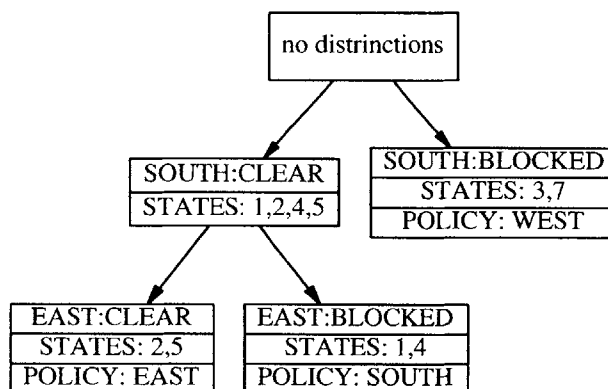 no distrinctions
SOUTH:CLEAR
STATES: 1,2,4,5
SOUTH:BLOCKED
STATES: 3,7
POLICY: WEST
EAST:CLEAR
STATES: 2,5
POLICY: EAST
EAST:BLOCKED
STATES: 1,4
POLICY: SOUTH